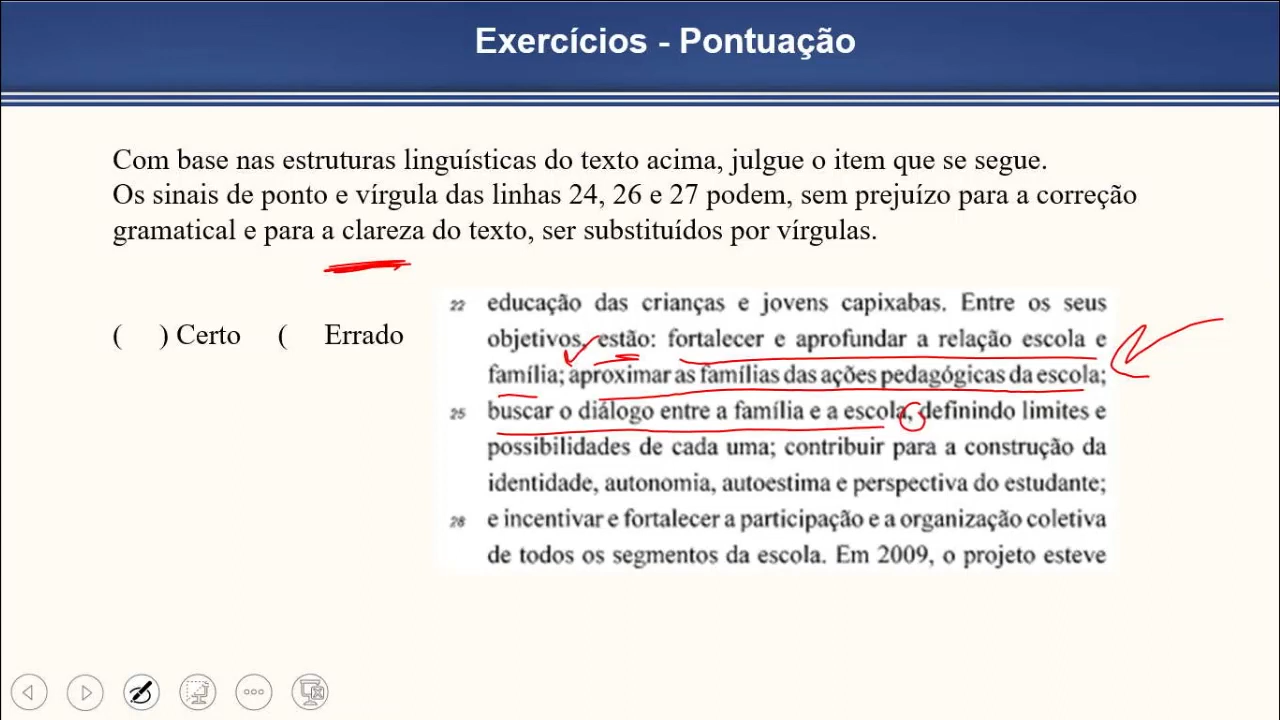 Exercícios - Pontuação
Com base nas estruturas linguísticas do texto acima, julgue o item que se segue.
Os sinais de ponto e vírgula das linhas 24, 26 e 27 podem, sem prejuízo para a correção
gramatical e para a clareza do texto, ser substituídos por vírgulas.
( ) Certo ( Errado
22 educação das crianças e jovens capixabas. Entre os seus
objetivos, estão: fortalecer e aprofundar a relação escola e
família; aproximar as famílias das ações pedagógicas da escola;
25 buscar o diálogo entre a família e a escola, definindo limites e
possibilidades de cada uma; contribuir para a construção da
identidade, autonomia, autoestima e perspectiva do estudante;
28 e incentivar e fortalecer a participação e a organização coletiva
de todos os segmentos da escola. Em 2009, o projeto esteve